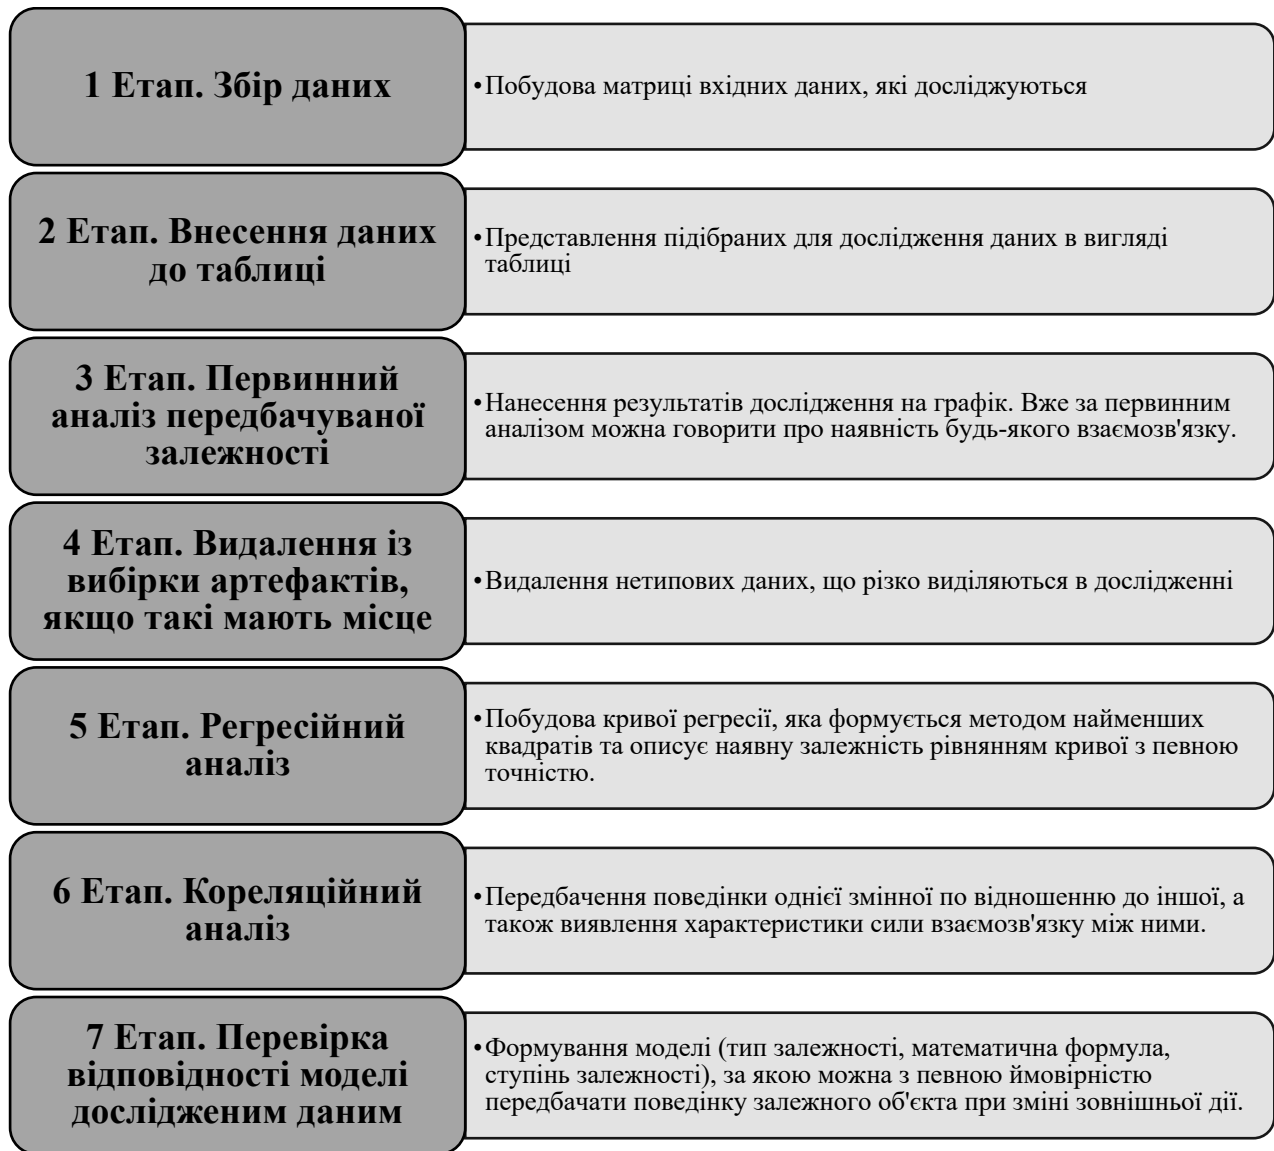 1 Етап. Збір даних
•Побудова матриці вхідних даних, які досліджуються
2 Етап. Внесення даних
до таблиці
•Представлення підібраних для дослідження даних в вигляді
таблиці
3 Етап. Первинний
аналіз передбачуваної
залежності
•Нанесення результатів дослідження на графік. Вже за первинним
аналізом можна говорити про наявність будь-якого взаємозв'язку.
4 Етап. Видалення із
вибірки артефактів,
якщо такі мають місце
•Видалення нетипових даних, що різко виділяються в дослідженні
5 Етап. Регресійний
аналіз
•Побудова кривої регресії, яка формується методом найменших
квадратів та описує наявну залежність рівнянням кривої з певною
точністю.
6 Етап. Кореляційний
аналіз
•Передбачення поведінки однієї змінної по відношенню до іншої, а
також виявлення характеристики сили взаємозв'язку між ними.
7 Етап. Перевірка
відповідності моделі
дослідженим даним
•Формування моделі (тип залежності, математична формула,
ступінь залежності), за якою можна з певною ймовірністю
передбачати поведінку залежного об'єкта при зміні зовнішньої дії.